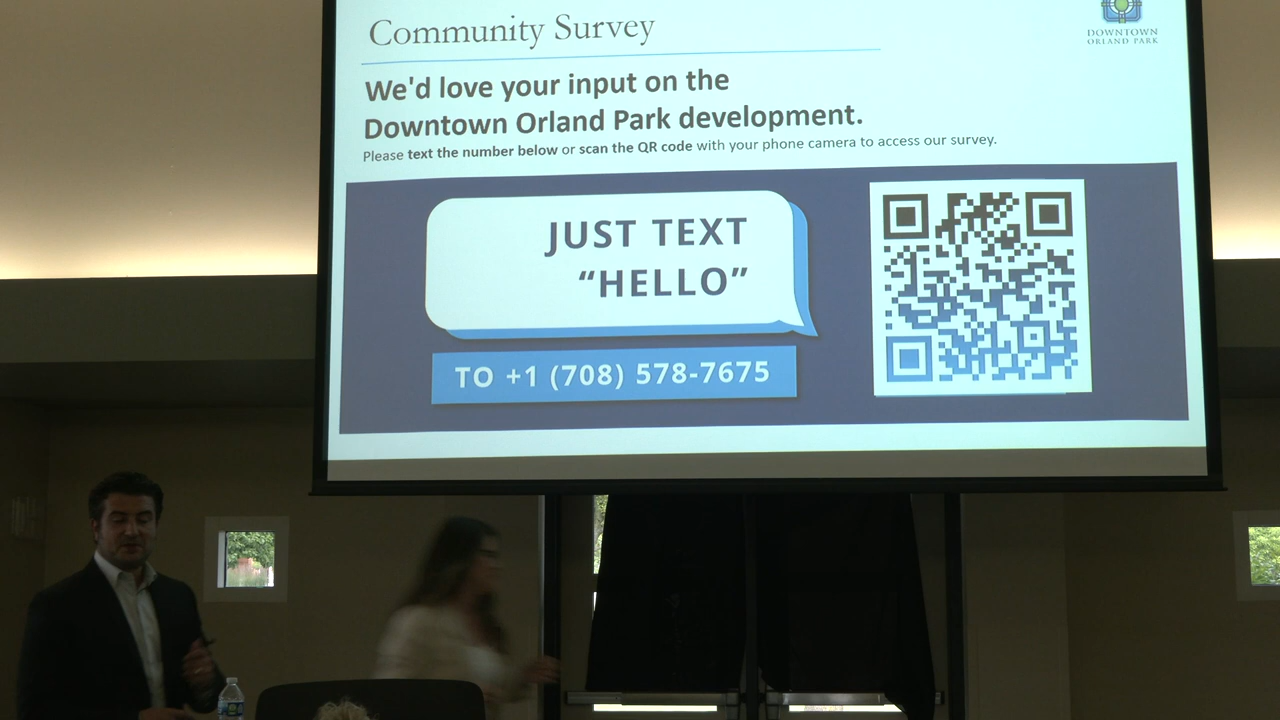 Community Survey
DOWNTOWN
ORLAND PARK
We'd love your input on the
Downtown Orland Park development.
Please text the number below or scan the QR code with your phone camera to access our survey.
JUST TEXT
“HELLO”
TO +1 (708) 578-7675